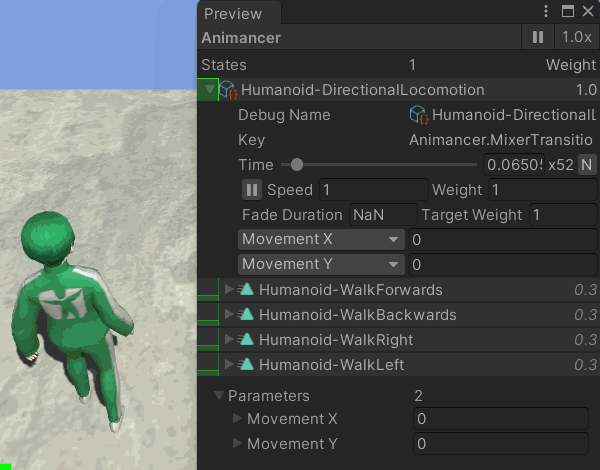 Preview
Animancer 1.0x
States 1 Weight
Humanoid-DirectionalLocomotion 1.0
Debug Name Humanoid-DirectionalL
Key Animancer.MixerTransitio
Time 0.0650 x52 N
Speed 1 Weight 1
Fade Duration NaN Target Weight 1
Movement X 0
Movement Y 0
Humanoid-WalkForwards 0.3
Humanoid-WalkBackwards 0.3
Humanoid-WalkRight 0.3
Humanoid-WalkLeft 0.3
Parameters 2
Movement X 0
Movement Y 0